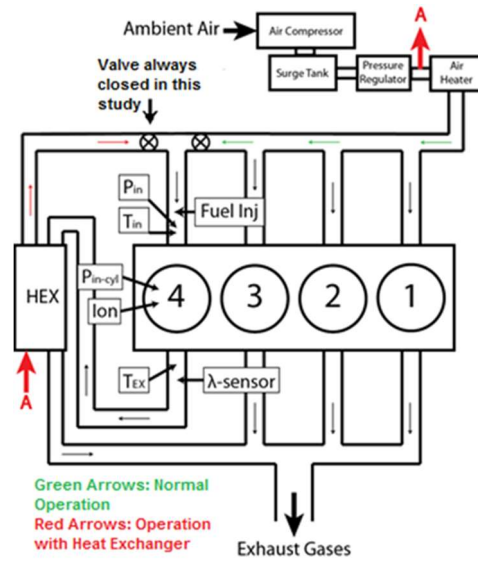 A
Ambient Air
Air Compressor
Surge Tank
Pressure
Regulator
Air
Heater
Valve always
closed in this
study
Pin
Tin
Fuel Inj
HEX
Pin-cyl
Ion
4
3
2
1
TEX
λ-sensor
A
Green Arrows: Normal
Operation
Red Arrows: Operation
with Heat Exchanger
Exhaust Gases